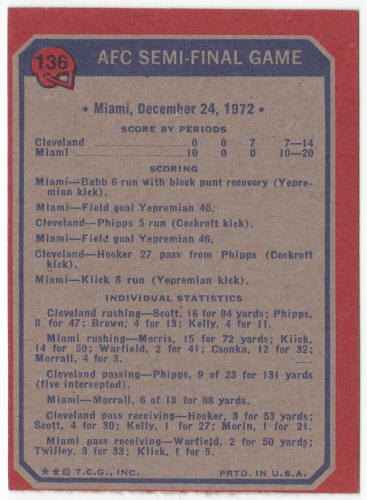 136
AFC SEMI-FINAL GAME
• Miami, December 24, 1972 •
SCORE BY PERIODS
Cleveland 0 0 7 7—14
Miami 10 0 0 10—20
SCORING
Miami—Babb 6 run with block punt recovery (Yepre-
mian kick).
Miami—Field goal Yepremian 40.
Cleveland—Phipps 5 run (Cockroft kick).
Miami—Field goal Yepremian 46.
Cleveland—Hooker 27 pass from Phipps (Cockroft
kick).
Miami—Kiick 8 run (Yepremian kick).
INDIVIDUAL STATISTICS
Cleveland rushing—Scott, 16 for 94 yards; Phipps,
8 for 47; Brown, 4 for 13; Kelly, 4 for 11.
Miami rushing—Morris, 15 for 72 yards; Kiick,
14 for 50; Warfield, 2 for 41; Csonka, 12 for 32;
Morrall, 4 for 3.
Cleveland passing—Phipps, 9 of 23 for 131 yards
(five intercepted).
Miami—Morrall, 6 of 13 for 88 yards.
Cleveland pass receiving—Hooker, 3 for 53 yards;
Scott, 4 for 30; Kelly, 1 for 27; Morin, 1 for 21.
Miami pass receiving—Warfield, 2 for 50 yards;
Twilley, 3 for 33; Kiick, 1 for 5.
**© T.C.G., INC. PRTD. IN U.S.A.